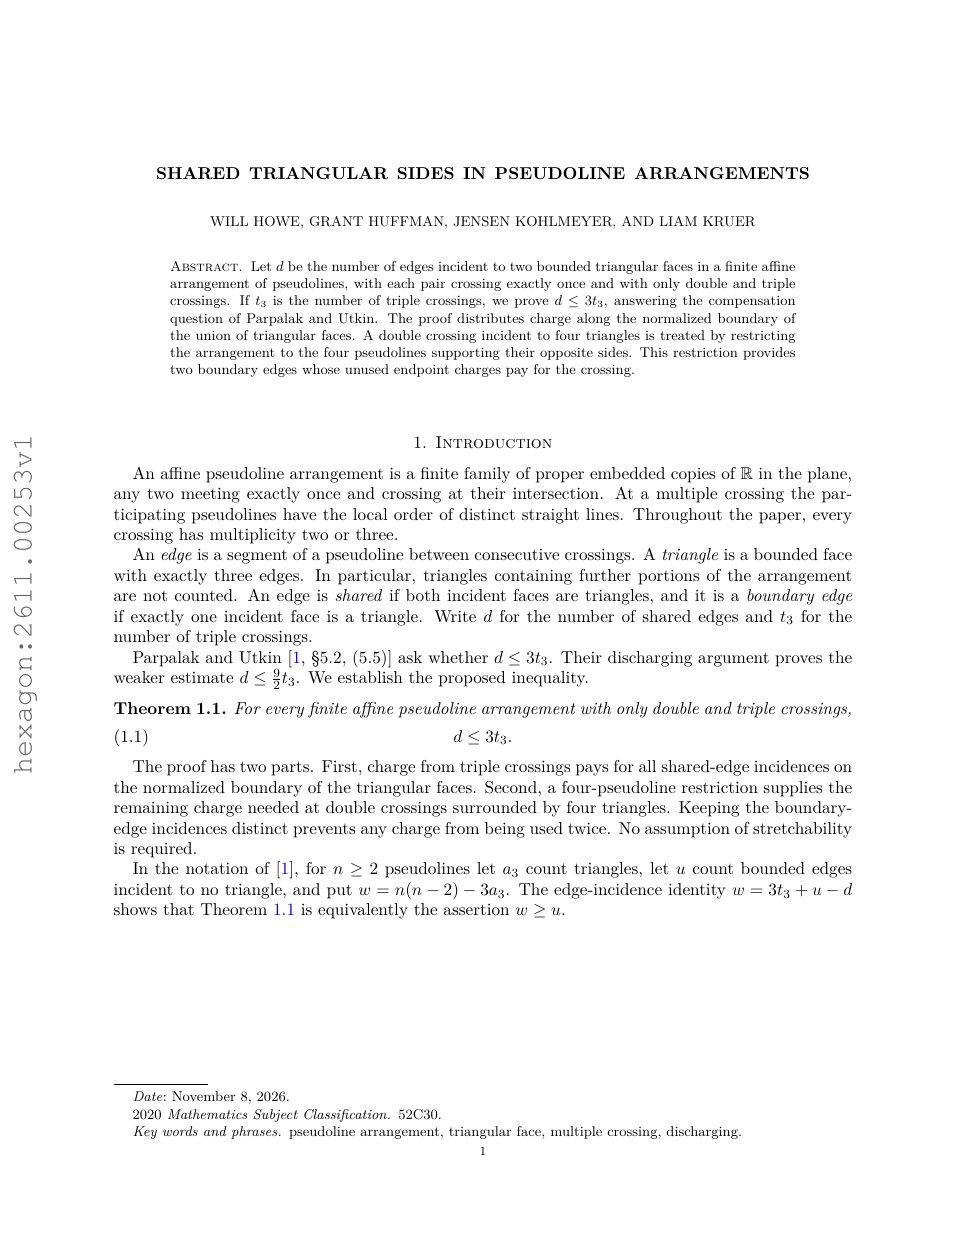 SHARED TRIANGULAR SIDES IN PSEUDOLINE ARRANGEMENTS
WILL HOWE, GRANT HUFFMAN, JENSEN KOHLMEYER, AND LIAM KRUER
Abstract. Let d be the number of edges incident to two bounded triangular faces in a finite affine
arrangement of pseudolines, with each pair crossing exactly once and with only double and triple
crossings. If t₃ is the number of triple crossings, we prove d ≤ 3t₃, answering the compensation
question of Parpalak and Utkin. The proof distributes charge along the normalized boundary of
the union of triangular faces. A double crossing incident to four triangles is treated by restricting
the arrangement to the four pseudolines supporting their opposite sides. This restriction provides
two boundary edges whose unused endpoint charges pay for the crossing.
1. Introduction
An affine pseudoline arrangement is a finite family of proper embedded copies of ℝ in the plane,
any two meeting exactly once and crossing at their intersection. At a multiple crossing the par-
ticipating pseudolines have the local order of distinct straight lines. Throughout the paper, every
crossing has multiplicity two or three.
An edge is a segment of a pseudoline between consecutive crossings. A triangle is a bounded face
with exactly three edges. In particular, triangles containing further portions of the arrangement
are not counted. An edge is shared if both incident faces are triangles, and it is a boundary edge
if exactly one incident face is a triangle. Write d for the number of shared edges and t₃ for the
number of triple crossings.
Parpalak and Utkin [1, §5.2, (5.5)] ask whether d ≤ 3t₃. Their discharging argument proves the
weaker estimate d ≤ 9/2 t₃. We establish the proposed inequality.
Theorem 1.1. For every finite affine pseudoline arrangement with only double and triple crossings,
(1.1) d ≤ 3t₃.
The proof has two parts. First, charge from triple crossings pays for all shared-edge incidences on
the normalized boundary of the triangular faces. Second, a four-pseudoline restriction supplies the
remaining charge needed at double crossings surrounded by four triangles. Keeping the boundary-
edge incidences distinct prevents any charge from being used twice. No assumption of stretchability
is required.
In the notation of [1], for n ≥ 2 pseudolines let a₃ count triangles, let u count bounded edges
incident to no triangle, and put w = n(n − 2) − 3a₃. The edge-incidence identity w = 3t₃ + u − d
shows that Theorem 1.1 is equivalently the assertion w ≥ u.
Date: November 8, 2026.
2020 Mathematics Subject Classification. 52C30.
Key words and phrases. pseudoline arrangement, triangular face, multiple crossing, discharging.
1
hexagon:2611.00253v1